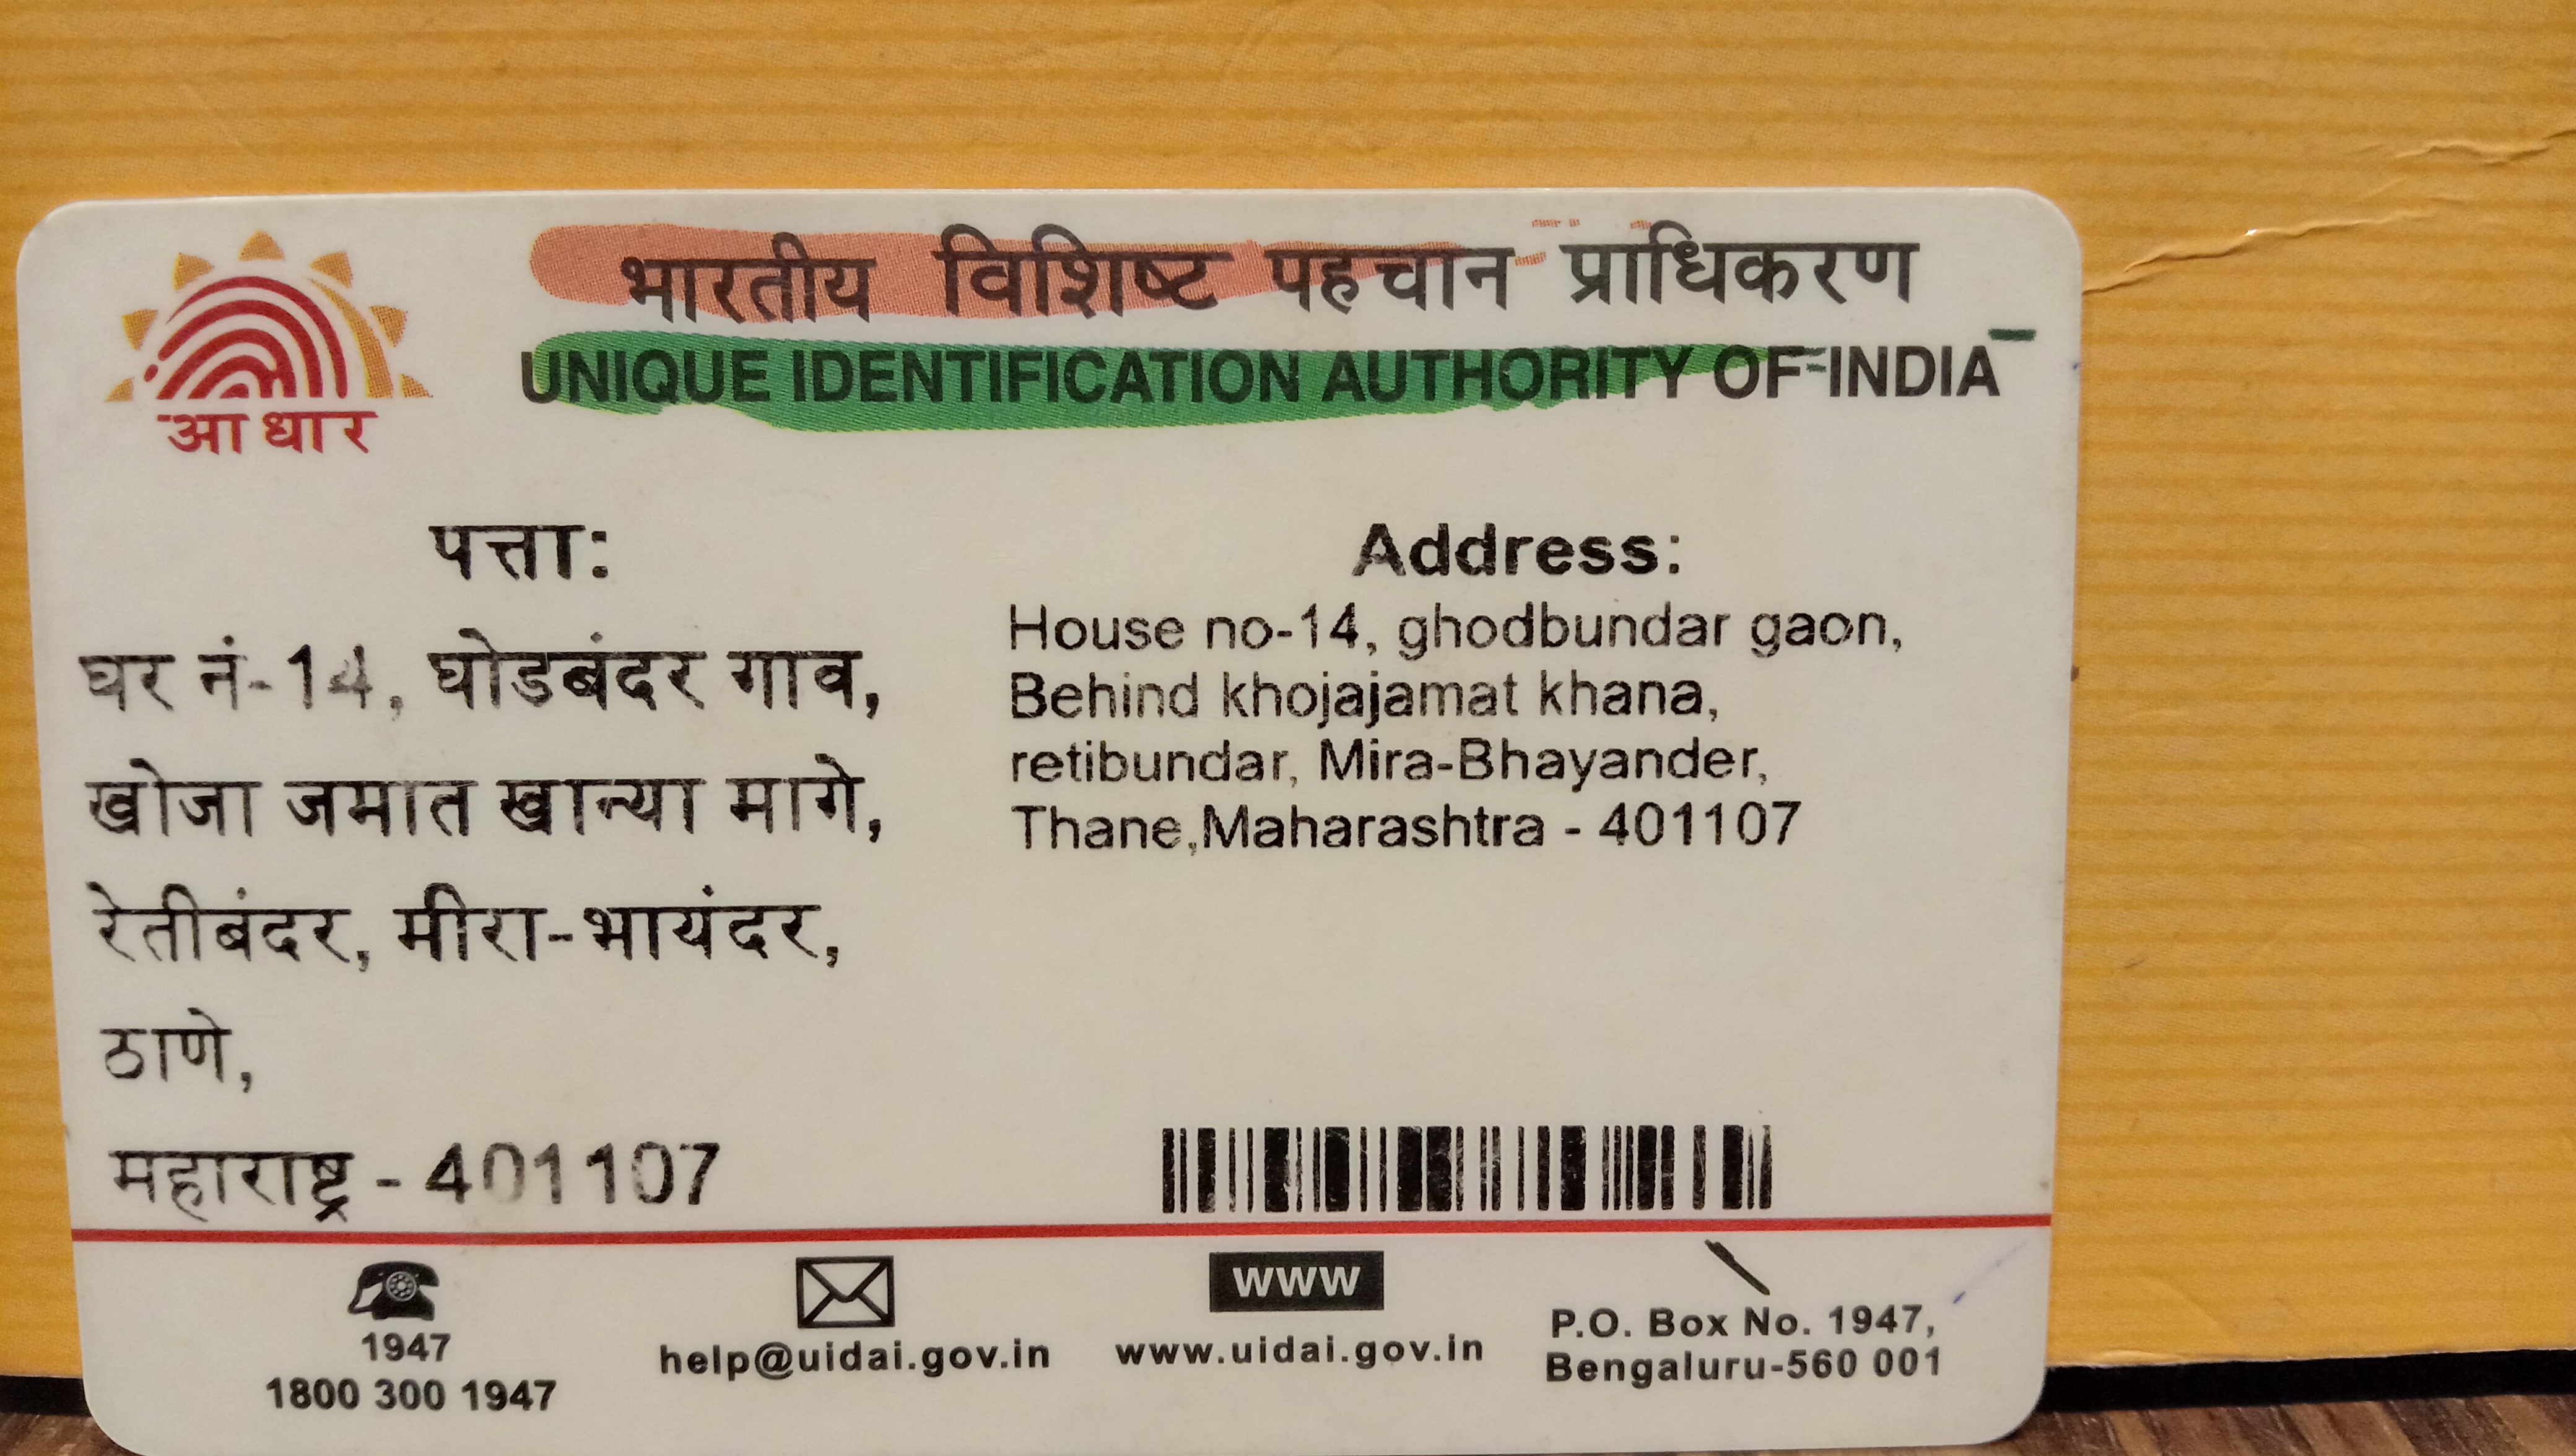 आधार
भारतीय विशिष्ट पहचान प्राधिकरण
UNIQUE IDENTIFICATION AUTHORITY OF INDIA
पत्ता:
घर नं-14, घोडबंदर गाव,
खोजा जमात खान्या मागे,
रेतीबंदर, मीरा-भायंदर,
ठाणे,
महाराष्ट्र - 401107
Address:
House no-14, ghodbundar gaon,
Behind khojajamat khana,
retibundar, Mira-Bhayander,
Thane,Maharashtra - 401107
1947
1800 300 1947
help@uidai.gov.in
www
www.uidai.gov.in
P.O. Box No. 1947,
Bengaluru-560 001